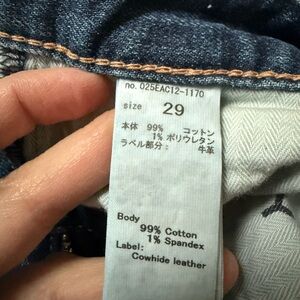 no. 025EAC12-1170
size 29
本体 99% コットン
1% ポリウレタン
ラベル部分: 牛革
Body
99% Cotton
1% Spandex
Label:
Cowhide leather